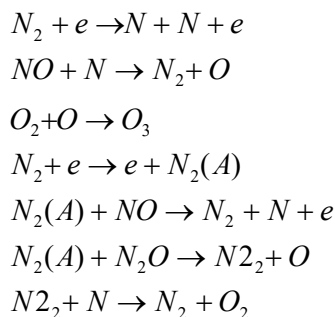 N₂ + e → N + N + e
NO + N → N₂ + O
O₂ + O → O₃
N₂ + e → e + N₂(A)
N₂(A) + NO → N₂ + N + e
N₂(A) + N₂O → N2₂ + O
N2₂ + N → N₂ + O₂